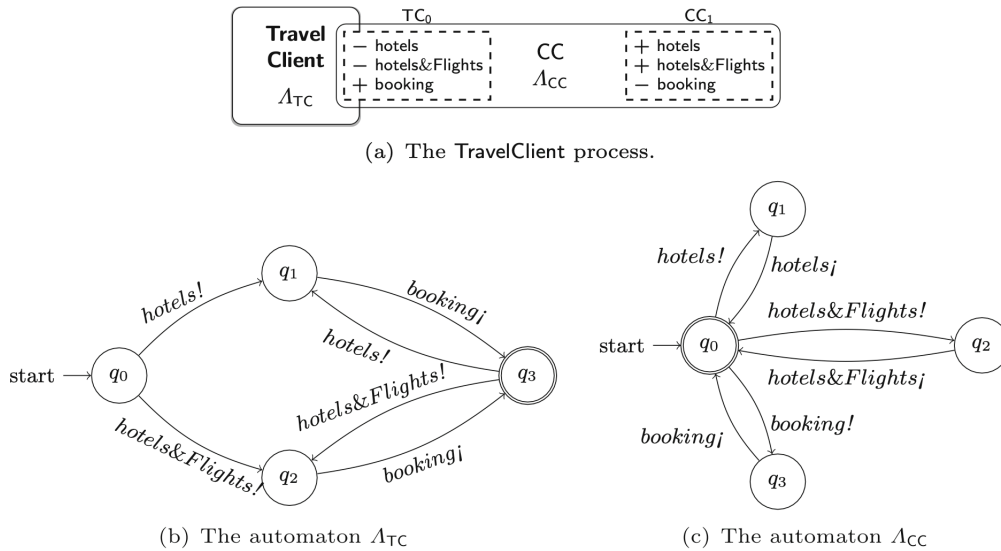 TC₀ CC₁
Travel Client
Λ_TC
− hotels
− hotels&Flights
+ booking
CC
Λ_CC
+ hotels
+ hotels&Flights
− booking
(a) The TravelClient process.
start
q₀
q₁
q₂
q₃
hotels!
booking¡
hotels!
hotels&Flights!
hotels&Flights!
booking¡
(b) The automaton Λ_TC
start
q₀
q₁
q₂
q₃
hotels!
hotels¡
hotels&Flights!
hotels&Flights¡
booking!
booking¡
(c) The automaton Λ_CC